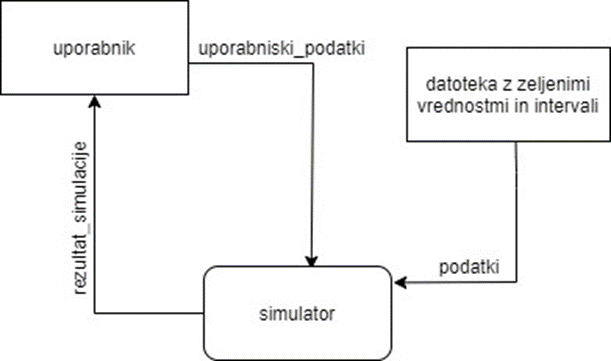 uporabnik
uporabniski_podatki
datoteka z zeljenimi
vrednostmi in intervali
rezultat_simulacije
podatki
simulator